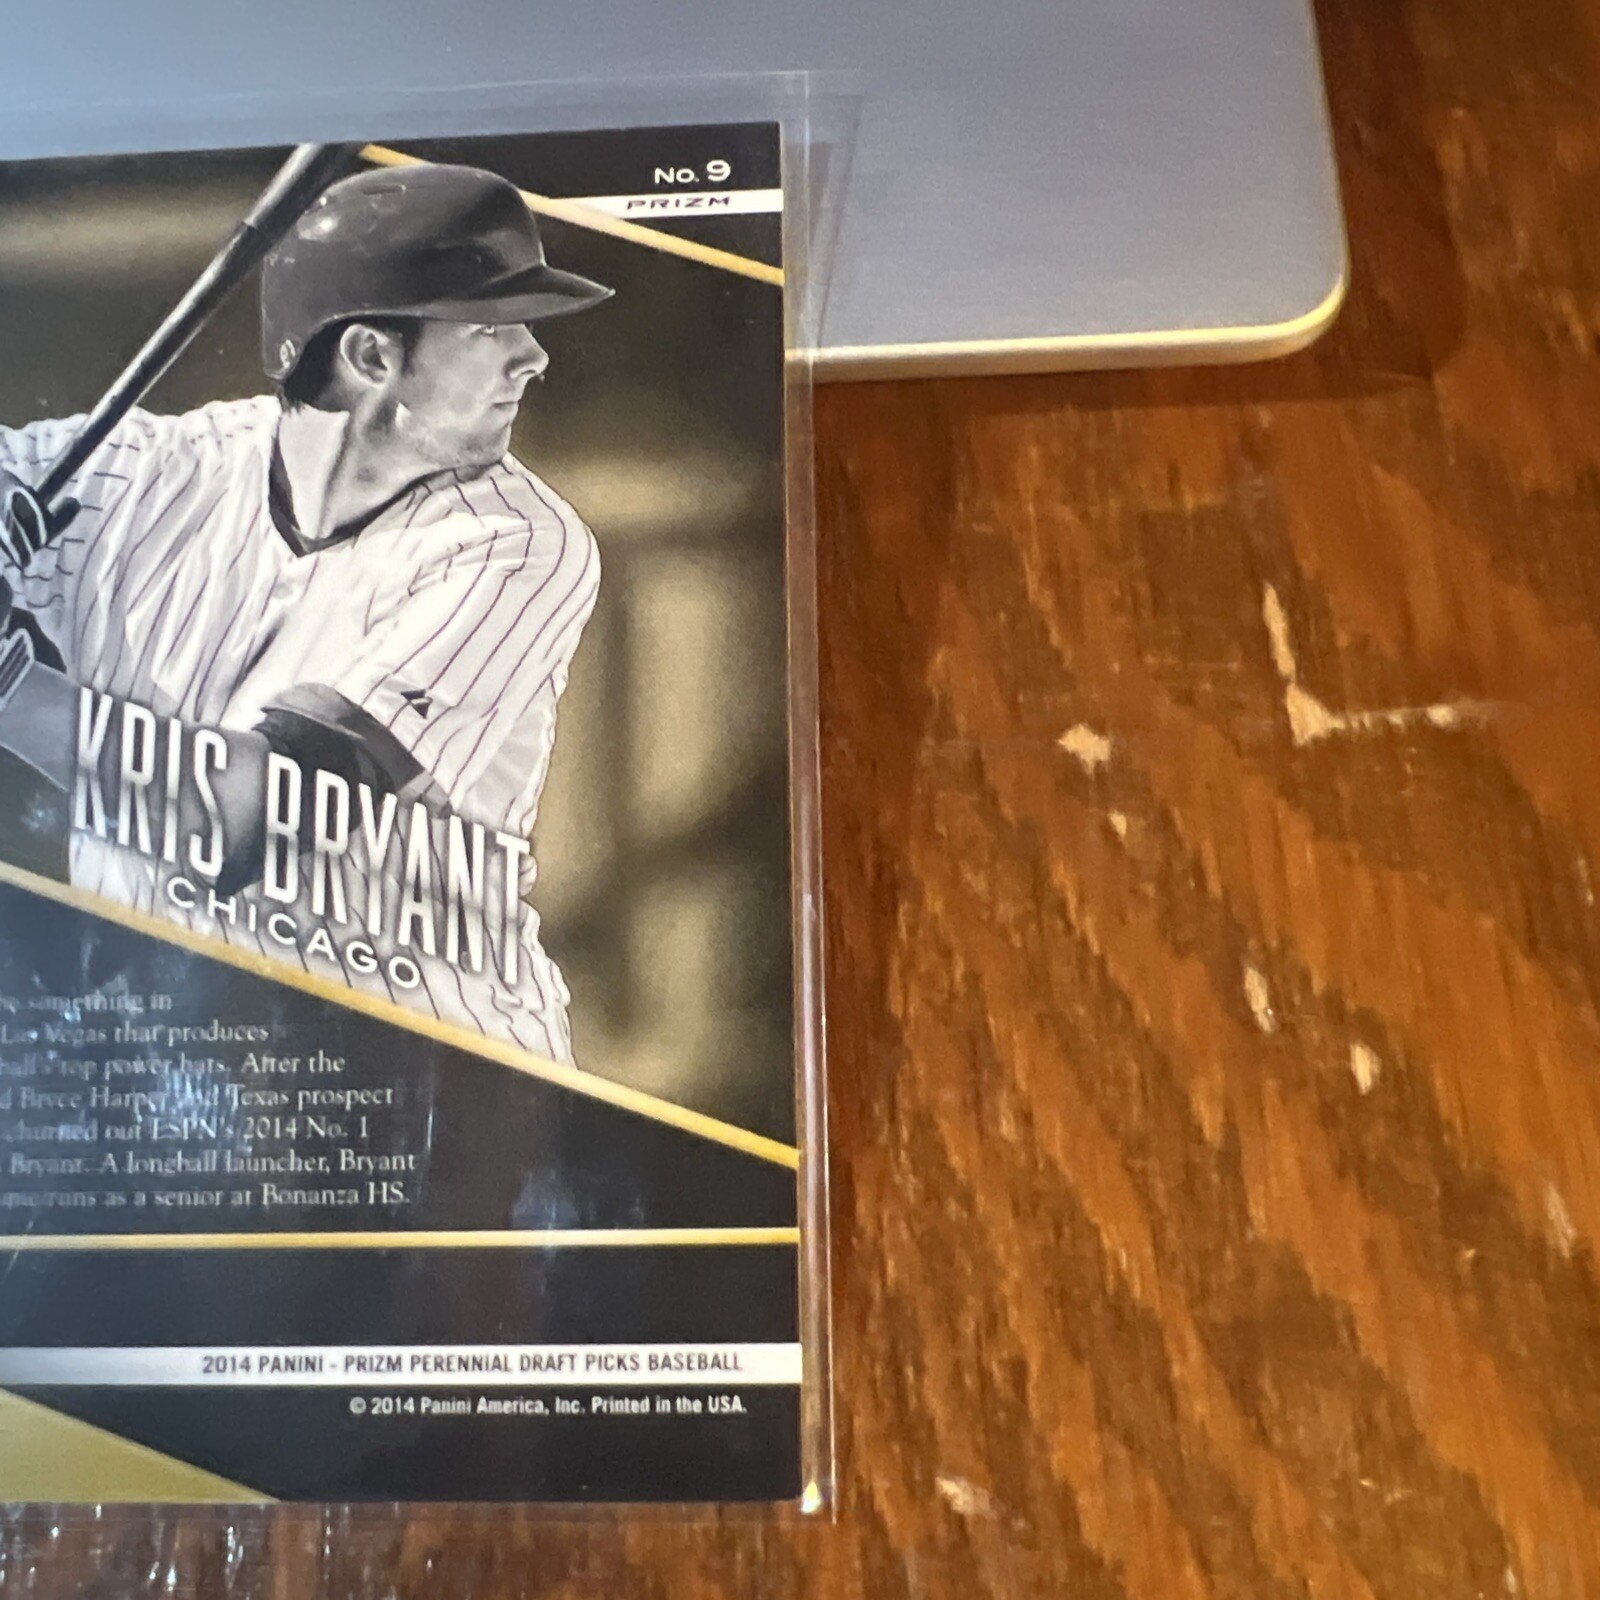 No. 9
PRIZM
KRIS BRYANT
CHICAGO
something in
Las Vegas that produces
top power bats. After the
Bryce Harper and Texas prospect
churned out ESPN's 2014 No. 1
Bryant. A longball launcher, Bryant
runs as a senior at Bonanza HS.
2014 PANINI - PRIZM PERENNIAL DRAFT PICKS BASEBALL
© 2014 Panini America, Inc. Printed in the USA.